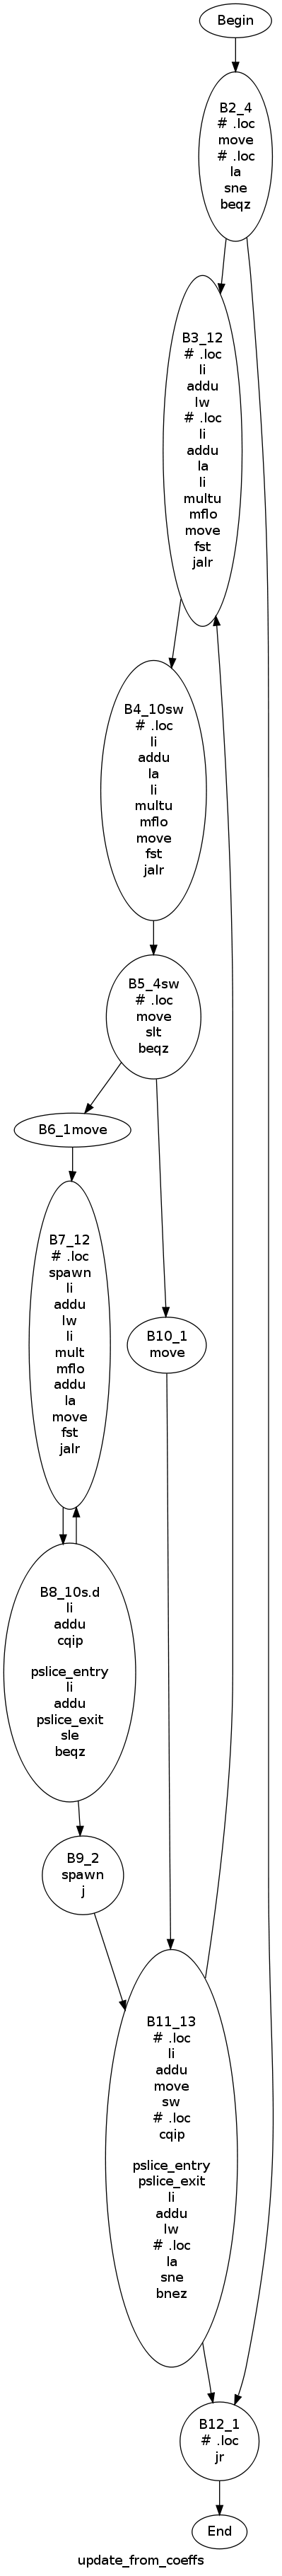 Begin
B2_4
# .loc
move
# .loc
la
sne
beqz
B3_12
# .loc
li
addu
lw
# .loc
li
addu
la
li
multu
mflo
move
fst
jalr
B4_10sw
# .loc
li
addu
la
li
multu
mflo
move
fst
jalr
B5_4sw
# .loc
move
slt
beqz
B6_1move
B7_12
# .loc
spawn
li
addu
lw
li
mult
mflo
addu
la
move
fst
jalr
B10_1
move
B8_10s.d
li
addu
cqip
pslice_entry
li
addu
pslice_exit
sle
beqz
B9_2
spawn
j
B11_13
# .loc
li
addu
move
sw
# .loc
cqip
pslice_entry
pslice_exit
li
addu
lw
# .loc
la
sne
bnez
B12_1
# .loc
jr
End
update_from_coeffs